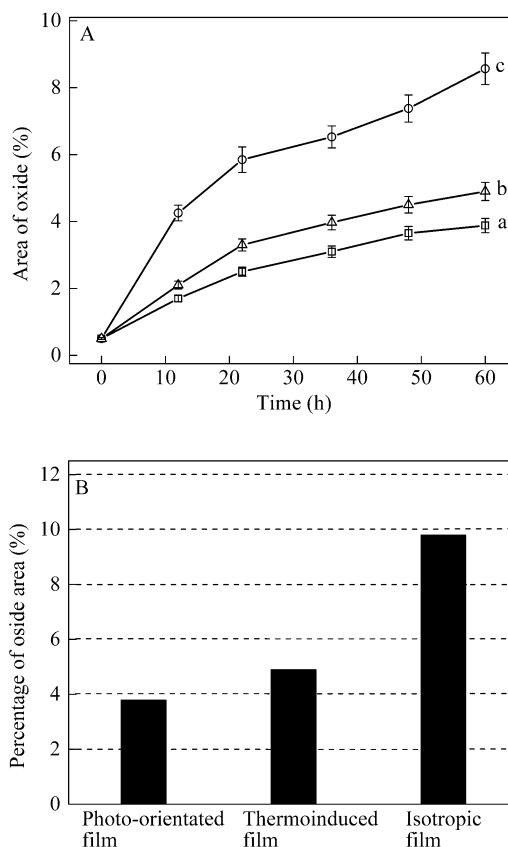 A
10
8
6
4
2
0
Area of oxide (%)
c
b
a
0 10 20 30 40 50 60
Time (h)
B
12
10
8
6
4
2
0
Percentage of oside area (%)
Photo-orientated
film
Thermoinduced
film
Isotropic
film